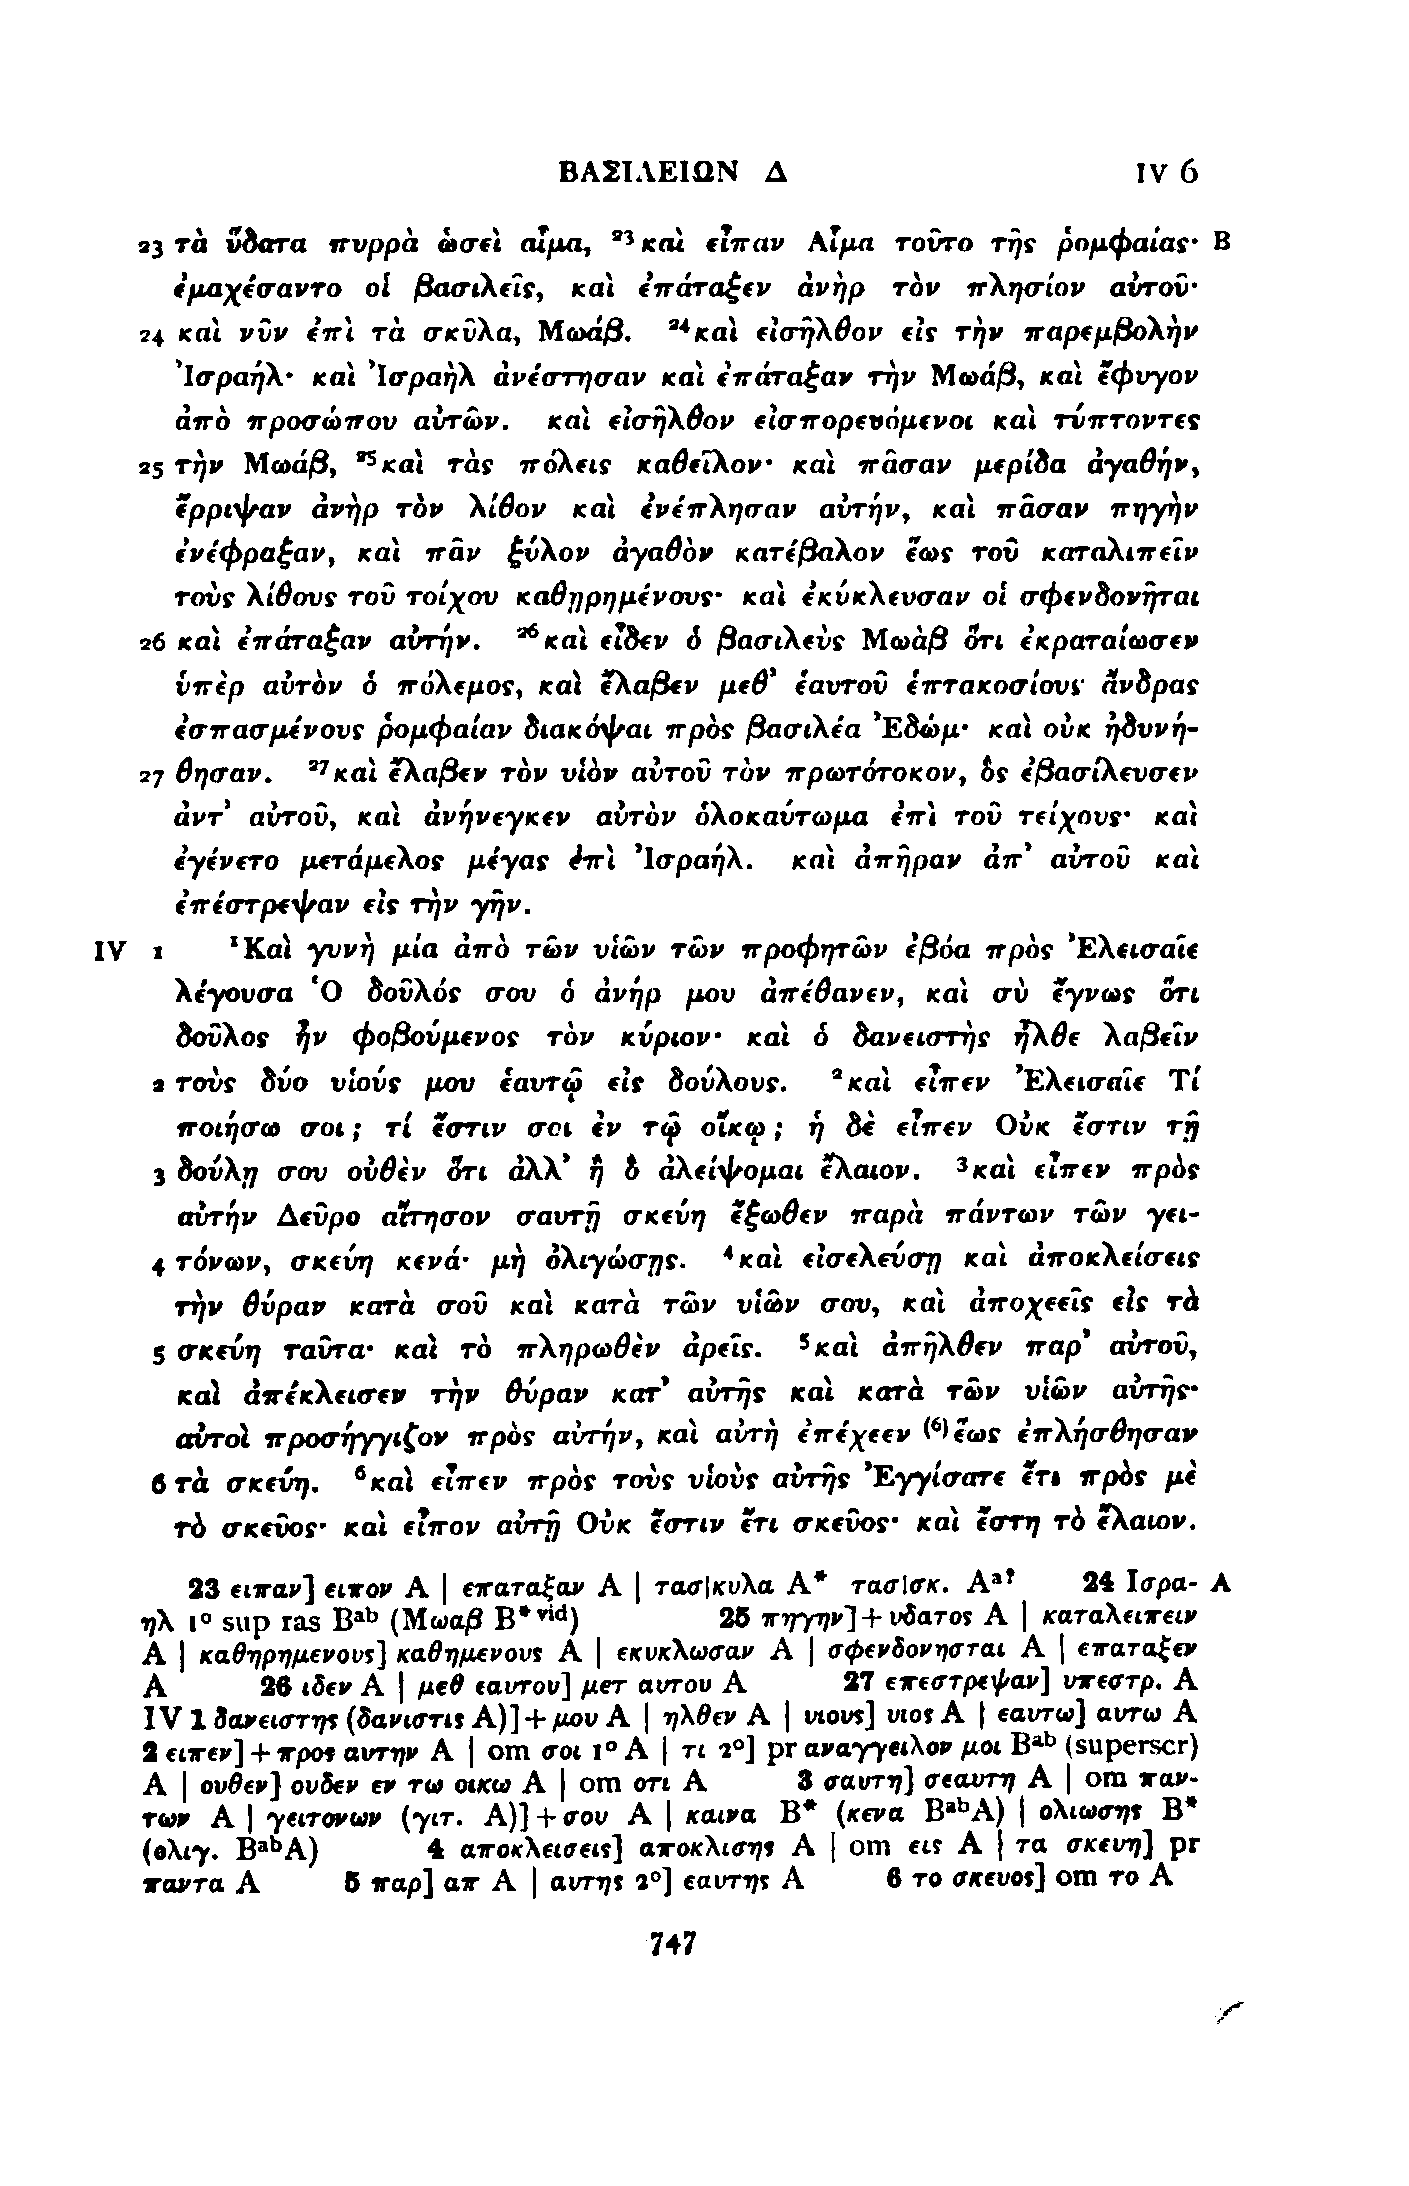 ΒΑΣΙΛΕΙΩΝ Δ IV 6
23 τὰ ὕδατα πυρρὰ ὡσεὶ αἷμα, ²³καὶ εἶπαν Αἷμα τοῦτο τῆς ῥομφαίας· B
ἐμαχέσαντο οἱ βασιλεῖς, καὶ ἐπάταξεν ἀνὴρ τὸν πλησίον αὐτοῦ·
24 καὶ νῦν ἐπὶ τὰ σκῦλα, Μωάβ. ²⁴καὶ εἰσῆλθον εἰς τὴν παρεμβολὴν
Ἰσραήλ· καὶ Ἰσραὴλ ἀνέστησαν καὶ ἐπάταξαν τὴν Μωάβ, καὶ ἔφυγον
ἀπὸ προσώπου αὐτῶν. καὶ εἰσῆλθον εἰσπορευόμενοι καὶ τύπτοντες
25 τὴν Μωάβ, ²⁵καὶ τὰς πόλεις καθεῖλον· καὶ πᾶσαν μερίδα ἀγαθήν,
ἔρριψαν ἀνὴρ τὸν λίθον καὶ ἐνέπλησαν αὐτήν, καὶ πᾶσαν πηγὴν
ἐνέφραξαν, καὶ πᾶν ξύλον ἀγαθὸν κατέβαλον ἕως τοῦ καταλιπεῖν
τοὺς λίθους τοῦ τοίχου καθῃρημένους· καὶ ἐκύκλευσαν οἱ σφενδονῆται
26 καὶ ἐπάταξαν αὐτήν. ²⁶καὶ εἶδεν ὁ βασιλεὺς Μωὰβ ὅτι ἐκραταίωσεν
ὑπὲρ αὐτὸν ὁ πόλεμος, καὶ ἔλαβεν μεθ’ ἑαυτοῦ ἑπτακοσίους ἄνδρας
ἐσπασμένους ῥομφαίαν διακόψαι πρὸς βασιλέα Ἐδώμ· καὶ οὐκ ἠδυνή-
27 θησαν. ²⁷καὶ ἔλαβεν τὸν υἱὸν αὐτοῦ τὸν πρωτότοκον, ὃς ἐβασίλευσεν
ἀντ’ αὐτοῦ, καὶ ἀνήνεγκεν αὐτὸν ὁλοκαύτωμα ἐπὶ τοῦ τείχους· καὶ
ἐγένετο μετάμελος μέγας ἐπὶ Ἰσραήλ. καὶ ἀπῆραν ἀπ’ αὐτοῦ καὶ
ἐπέστρεψαν εἰς τὴν γῆν.
IV 1 ¹Καὶ γυνὴ μία ἀπὸ τῶν υἱῶν τῶν προφητῶν ἐβόα πρὸς Ἐλεισαῖε
λέγουσα Ὁ δοῦλός σου ὁ ἀνήρ μου ἀπέθανεν, καὶ σὺ ἔγνως ὅτι
δοῦλος ἦν φοβούμενος τὸν κύριον· καὶ ὁ δανειστὴς ἦλθε λαβεῖν
2 τοὺς δύο υἱούς μου ἑαυτῷ εἰς δούλους. ²καὶ εἶπεν Ἐλεισαῖε Τί
ποιήσω σοι; τί ἔστιν σοι ἐν τῷ οἴκῳ; ἡ δὲ εἶπεν Οὐκ ἔστιν τῇ
3 δούλῃ σου οὐθὲν ὅτι ἀλλ’ ἢ ὃ ἀλείψομαι ἔλαιον. ³καὶ εἶπεν πρὸς
αὐτήν Δεῦρο αἴτησον σαυτῇ σκεύη ἔξωθεν παρὰ πάντων τῶν γει-
4 τόνων, σκεύη κενά· μὴ ὀλιγώσῃς. ⁴καὶ εἰσελεύσῃ καὶ ἀποκλείσεις
τὴν θύραν κατὰ σοῦ καὶ κατὰ τῶν υἱῶν σου, καὶ ἀποχεεῖς εἰς τὰ
5 σκεύη ταῦτα· καὶ τὸ πληρωθὲν ἀρεῖς. ⁵καὶ ἀπῆλθεν παρ’ αὐτοῦ,
καὶ ἀπέκλεισεν τὴν θύραν κατ’ αὐτῆς καὶ κατὰ τῶν υἱῶν αὐτῆς·
αὐτοὶ προσήγγιζον πρὸς αὐτήν, καὶ αὐτὴ ἐπέχεεν ⁽⁶⁾ἕως ἐπλήσθησαν
6 τὰ σκεύη. ⁶καὶ εἶπεν πρὸς τοὺς υἱοὺς αὐτῆς Ἐγγίσατε ἔτι πρὸς μὲ
τὸ σκεῦος· καὶ εἶπον αὐτῇ Οὐκ ἔστιν ἔτι σκεῦος· καὶ ἔστη τὸ ἔλαιον.
23 ειπαν] ειπον A | επαταξαν A | τασ|κυλα A* τασ|σκ. Aᵃ? 24 Ισρα- A
ηλ 1° sup ras Bᵃᵇ (Μωαβ B*ᵛⁱᵈ) 25 πηγην]+υδατος A | καταλειπειν
A | καθηρημενους] καθημενους A | εκυκλωσαν A | σφενδονησται A | επαταξεν
A 26 ιδεν A | μεθ εαυτου] μετ αυτου A 27 επεστρεψαν] υπεστρ. A
IV 1 δανειστης (δανιστις A)]+μου A | ηλθεν A | υιους] υιος A | εαυτω] αυτω A
2 ειπεν]+προς αυτην A | om σοι 1° A | τι 2°] pr αναγγειλον μοι Bᵃᵇ (superscr)
A | ουθεν] ουδεν εν τω οικω A | om οτι A 3 σαυτη] σεαυτη A | om παν-
των A | γειτονων (γιτ. A)]+σου A | καινα B* (κενα BᵃᵇA) | ολιωσης B*
(ολιγ. BᵃᵇA) 4 αποκλεισεις] αποκλισης A | om εις A | τα σκευη] pr
παντα A 5 παρ] απ A | αυτης 2°] εαυτης A 6 το σκευος] om το A
747